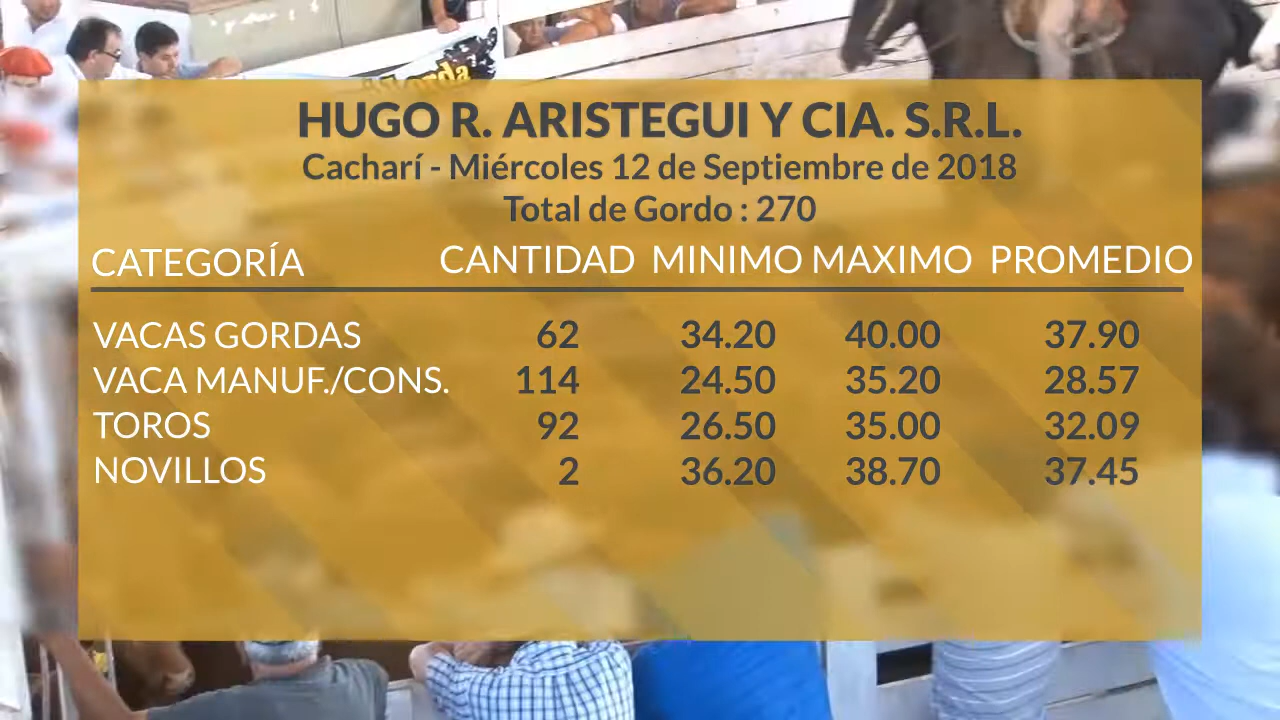 HUGO R. ARISTEGUI Y CIA. S.R.L.
Cacharí - Miércoles 12 de Septiembre de 2018
Total de Gordo : 270
CATEGORÍA CANTIDAD MINIMO MAXIMO PROMEDIO
VACAS GORDAS 62 34.20 40.00 37.90
VACA MANUF./CONS. 114 24.50 35.20 28.57
TOROS 92 26.50 35.00 32.09
NOVILLOS 2 36.20 38.70 37.45